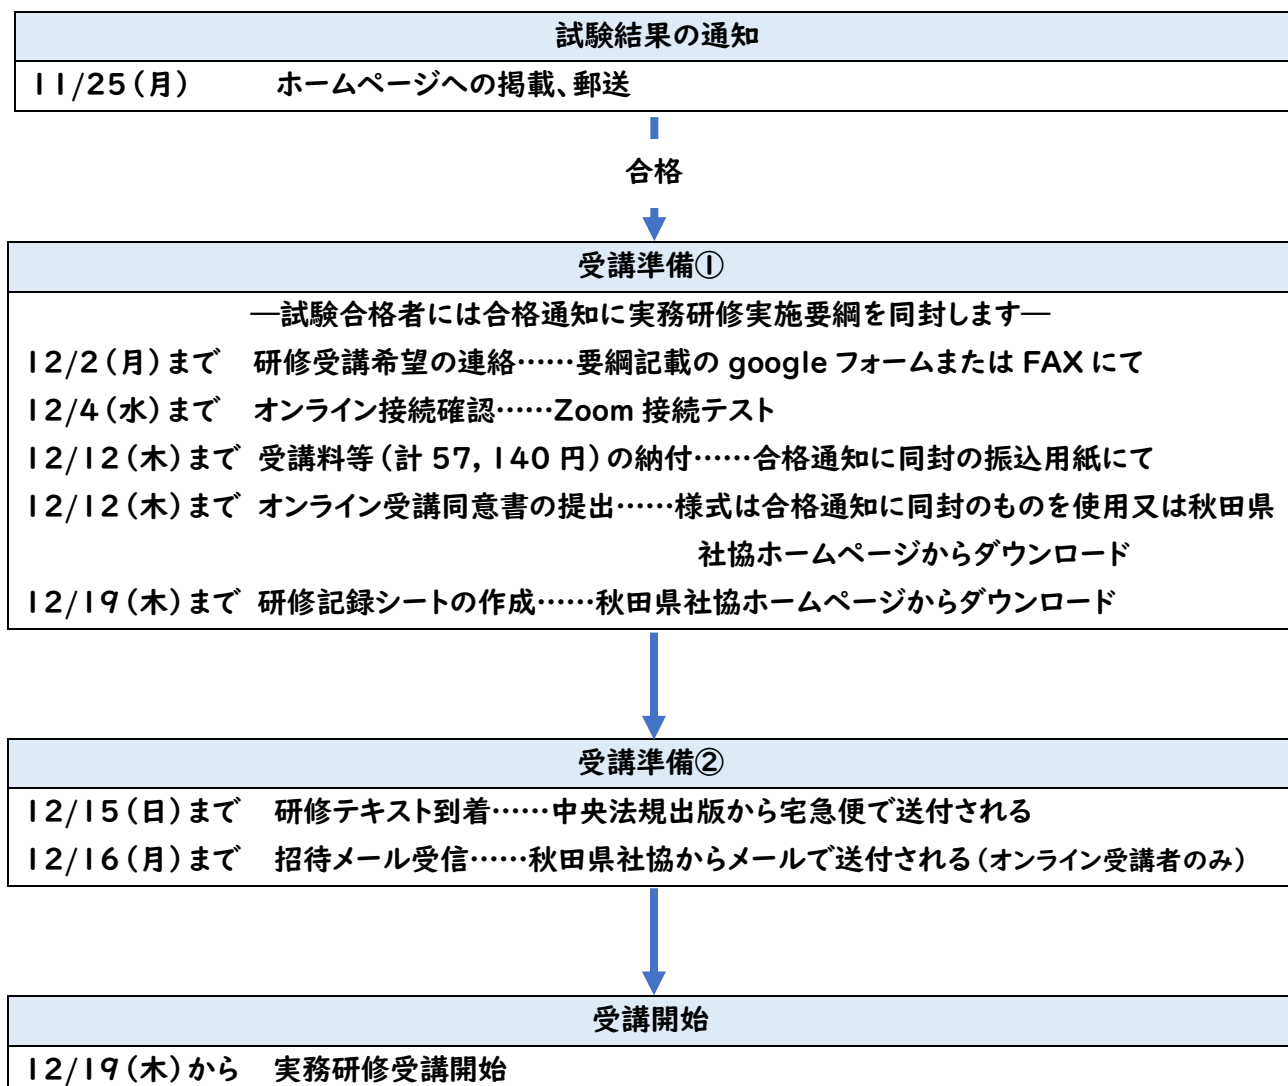 試験結果の通知
11/25(月) ホームページへの掲載、郵送
合格
受講準備①
―試験合格者には合格通知に実務研修実施要綱を同封します―
12/2(月)まで 研修受講希望の連絡……要綱記載の google フォームまたは FAX にて
12/4(水)まで オンライン接続確認……Zoom 接続テスト
12/12(木)まで 受講料等(計 57,140 円)の納付……合格通知に同封の振込用紙にて
12/12(木)まで オンライン受講同意書の提出……様式は合格通知に同封のものを使用又は秋田県
社協ホームページからダウンロード
12/19(木)まで 研修記録シートの作成……秋田県社協ホームページからダウンロード
受講準備②
12/15(日)まで 研修テキスト到着……中央法規出版から宅急便で送付される
12/16(月)まで 招待メール受信……秋田県社協からメールで送付される(オンライン受講者のみ)
受講開始
12/19(木)から 実務研修受講開始